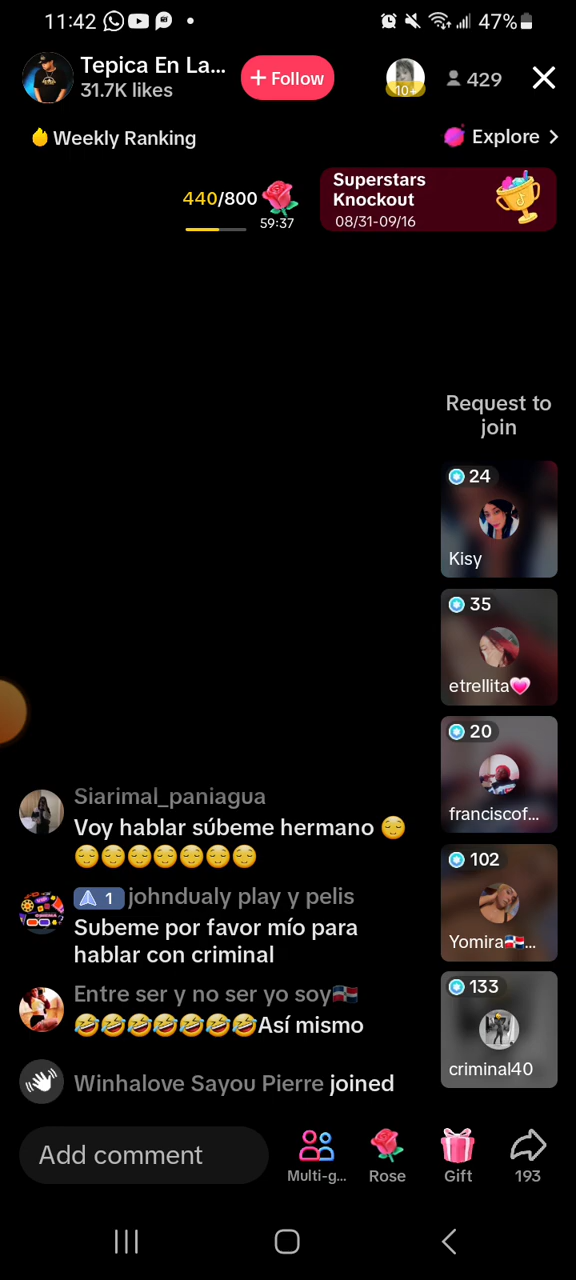 11:42 47%
Tepica En La...
31.7K likes
+ Follow
10+
429
Weekly Ranking
Explore
440/800
59:37
Superstars
Knockout
08/31-09/16
Request to
join
24
Kisy
35
etrellita
20
franciscof...
102
Yomira🇩🇴...
133
criminal40
Siarimal_paniagua
Voy hablar súbeme hermano 😌
😌😌😌😌😌😌😌
1 johndualy play y pelis
Subeme por favor mío para
hablar con criminal
Entre ser y no ser yo soy🇩🇴
🤣🤣🤣🤣🤣🤣🤣Así mismo
Winhalove Sayou Pierre joined
Add comment
Multi-g...
Rose
Gift
193